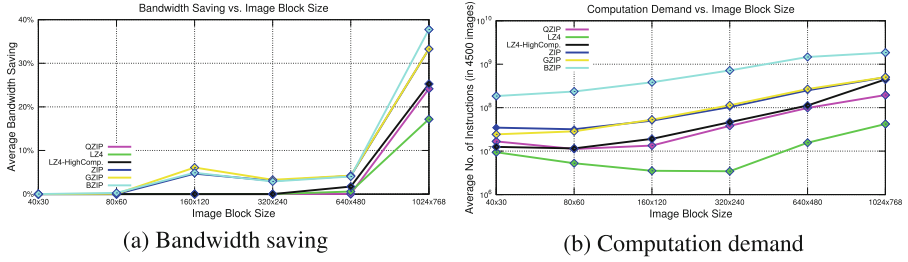 Bandwidth Saving vs. Image Block Size
Average Bandwidth Saving
40%
30%
20%
10%
0%
QZIP
LZ4
LZ4-HighComp.
ZIP
GZIP
BZIP
40x30
80x60
160x120
320x240
640x480
1024x768
Image Block Size
(a) Bandwidth saving
Computation Demand vs. Image Block Size
Average No. of Instructions (in 4500 images)
10^10
10^9
10^8
10^7
10^6
QZIP
LZ4
LZ4-HighComp.
ZIP
GZIP
BZIP
40x30
80x60
160x120
320x240
640x480
1024x768
Image Block Size
(b) Computation demand